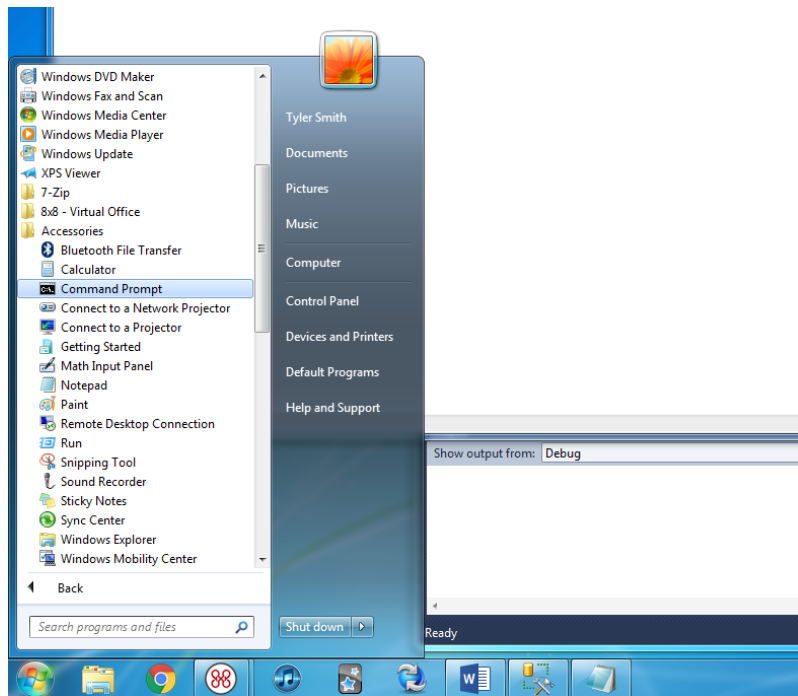 Windows DVD Maker
Windows Fax and Scan
Windows Media Center
Windows Media Player
Windows Update
XPS Viewer
7-Zip
8x8 - Virtual Office
Accessories
Bluetooth File Transfer
Calculator
Command Prompt
Connect to a Network Projector
Connect to a Projector
Getting Started
Math Input Panel
Notepad
Paint
Remote Desktop Connection
Run
Snipping Tool
Sound Recorder
Sticky Notes
Sync Center
Windows Explorer
Windows Mobility Center
Back
Search programs and files
Tyler Smith
Documents
Pictures
Music
Computer
Control Panel
Devices and Printers
Default Programs
Help and Support
Shut down
Show output from: Debug
Ready